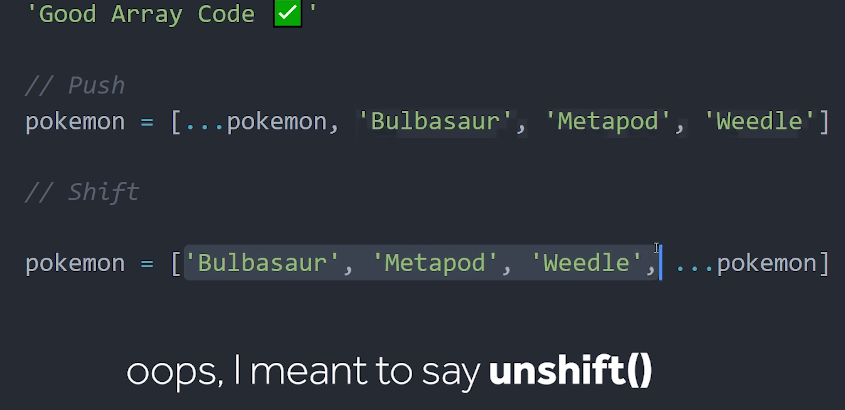 'Good Array Code ✅'
// Push
pokemon = [...pokemon, 'Bulbasaur', 'Metapod', 'Weedle']
// Shift
pokemon = ['Bulbasaur', 'Metapod', 'Weedle', ...pokemon]
oops, I meant to say unshift()